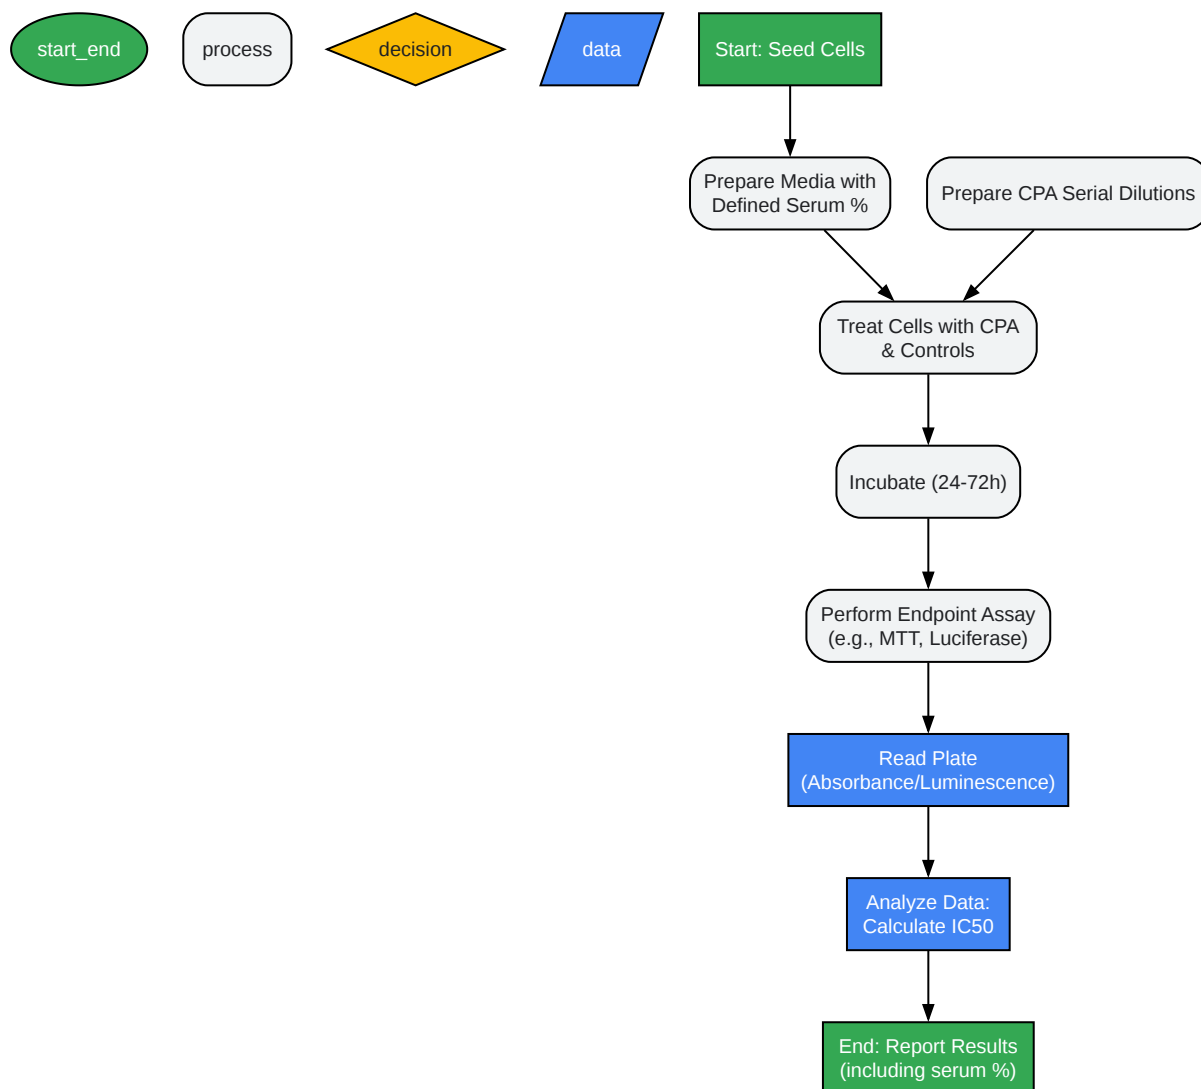 start_end
process
decision
data
Start: Seed Cells
Prepare Media with
Defined Serum %
Prepare CPA Serial Dilutions
Treat Cells with CPA
& Controls
Incubate (24-72h)
Perform Endpoint Assay
(e.g., MTT, Luciferase)
Read Plate
(Absorbance/Luminescence)
Analyze Data:
Calculate IC50
End: Report Results
(including serum %)